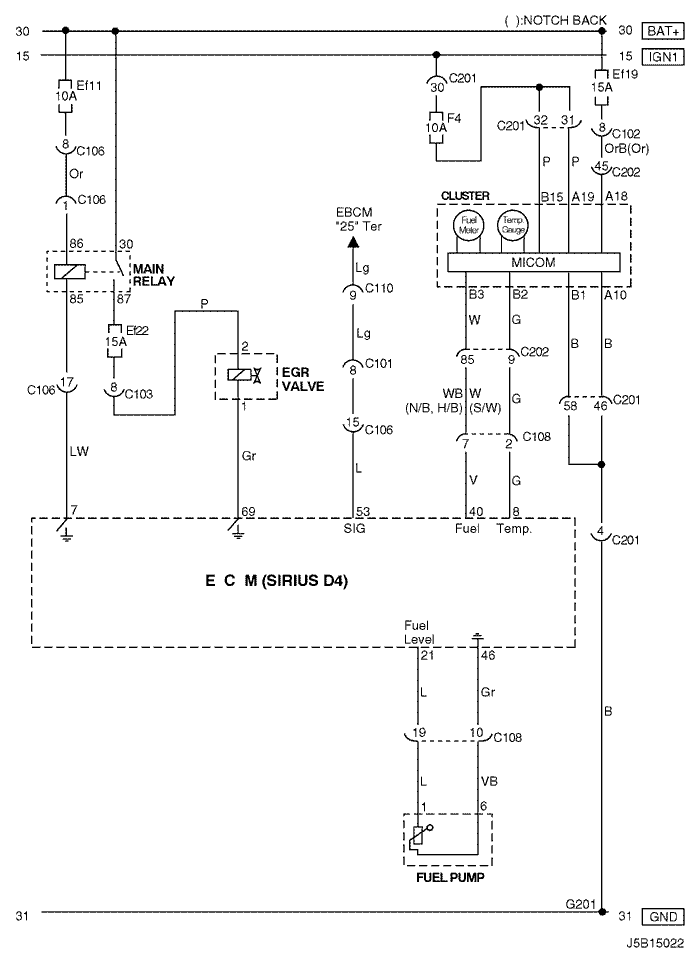 ( ):NOTCH BACK
30 30 BAT+
15 15 IGN1
Ef11
10A
C201
30
Ef19
15A
F4
10A
C201 32 31
8 C102
OrB(Or)
8 C106
Or
P P
45 C202
1 C106
CLUSTER
B15 A19 A18
EBCM
"25" Ter
Fuel
Meter
Temp.
Gauge
86 30
MAIN
RELAY
MICOM
Lg
85 87
9 C110
B3 B2 B1 A10
P
W G
Ef22
15A
Lg
B B
2
85 9 C202
EGR
VALVE
8 C101
C106 17
8 C103
1
WB
(N/B, H/B)
W
(S/W)
G
58 46 C201
15 C106
7 2 C108
LW
Gr
L
V G
7 69 53 40 8
SIG Fuel Temp.
4 C201
E C M (SIRIUS D4)
Fuel
Level
21 46
L Gr
B
19 10 C108
L VB
1 6
FUEL PUMP
G201
31 31 GND
J5B15022